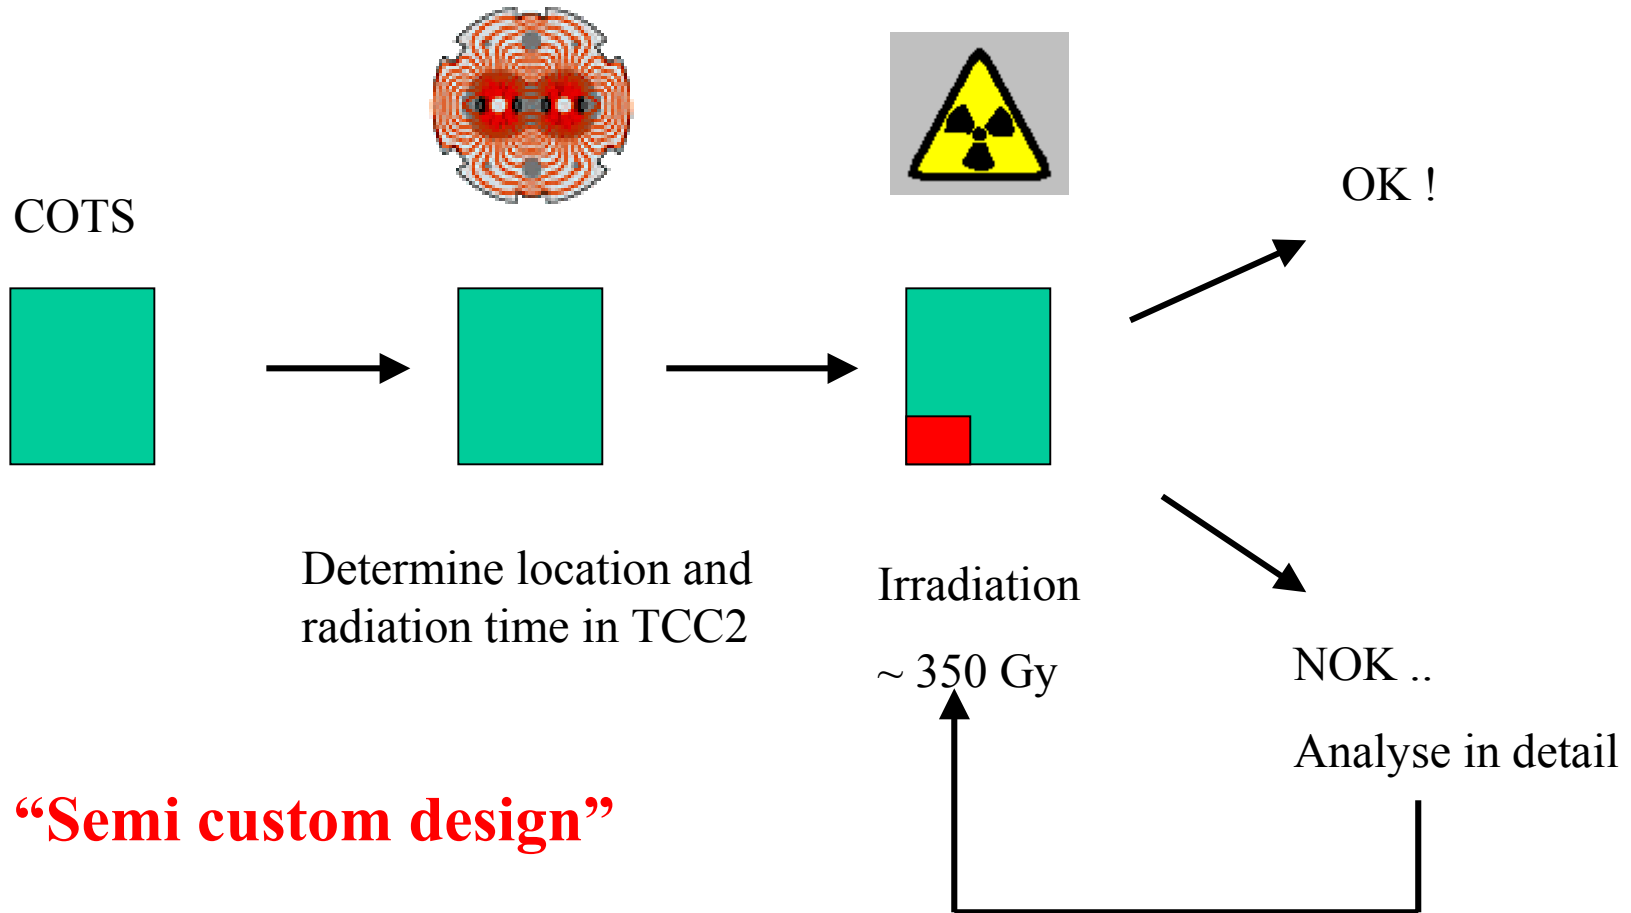 COTS
OK !
Determine location and
radiation time in TCC2
Irradiation
~ 350 Gy
NOK ..
Analyse in detail
“Semi custom design”